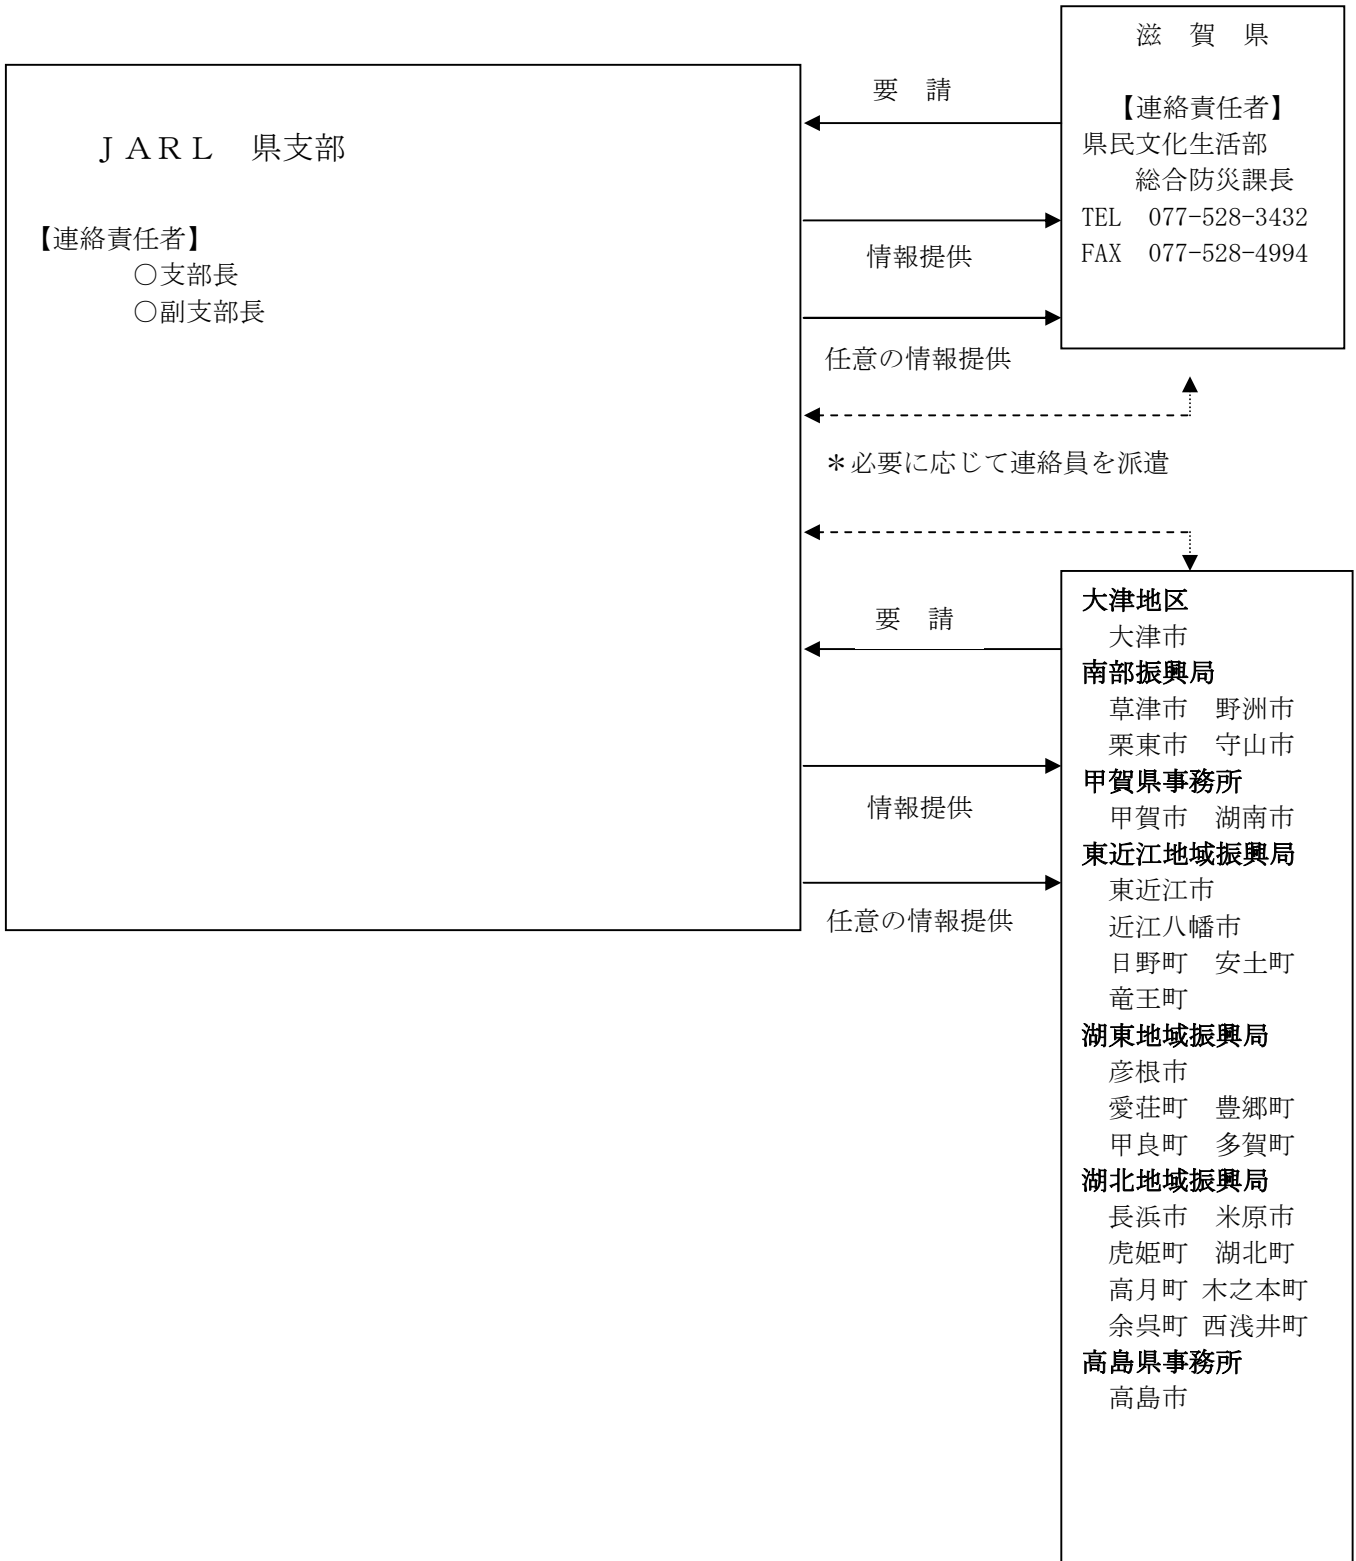 ＪＡＲＬ　県支部
【連絡責任者】
○支部長
○副支部長
要　請
情報提供
任意の情報提供
＊必要に応じて連絡員を派遣
要　請
情報提供
任意の情報提供
滋　賀　県
【連絡責任者】
県民文化生活部
総合防災課長
TEL　077-528-3432
FAX　077-528-4994
大津地区
大津市
南部振興局
草津市　野洲市
栗東市　守山市
甲賀県事務所
甲賀市　湖南市
東近江地域振興局
東近江市
近江八幡市
日野町　安土町
竜王町
湖東地域振興局
彦根市
愛荘町　豊郷町
甲良町　多賀町
湖北地域振興局
長浜市　米原市
虎姫町　湖北町
高月町 木之本町
余呉町 西浅井町
高島県事務所
高島市